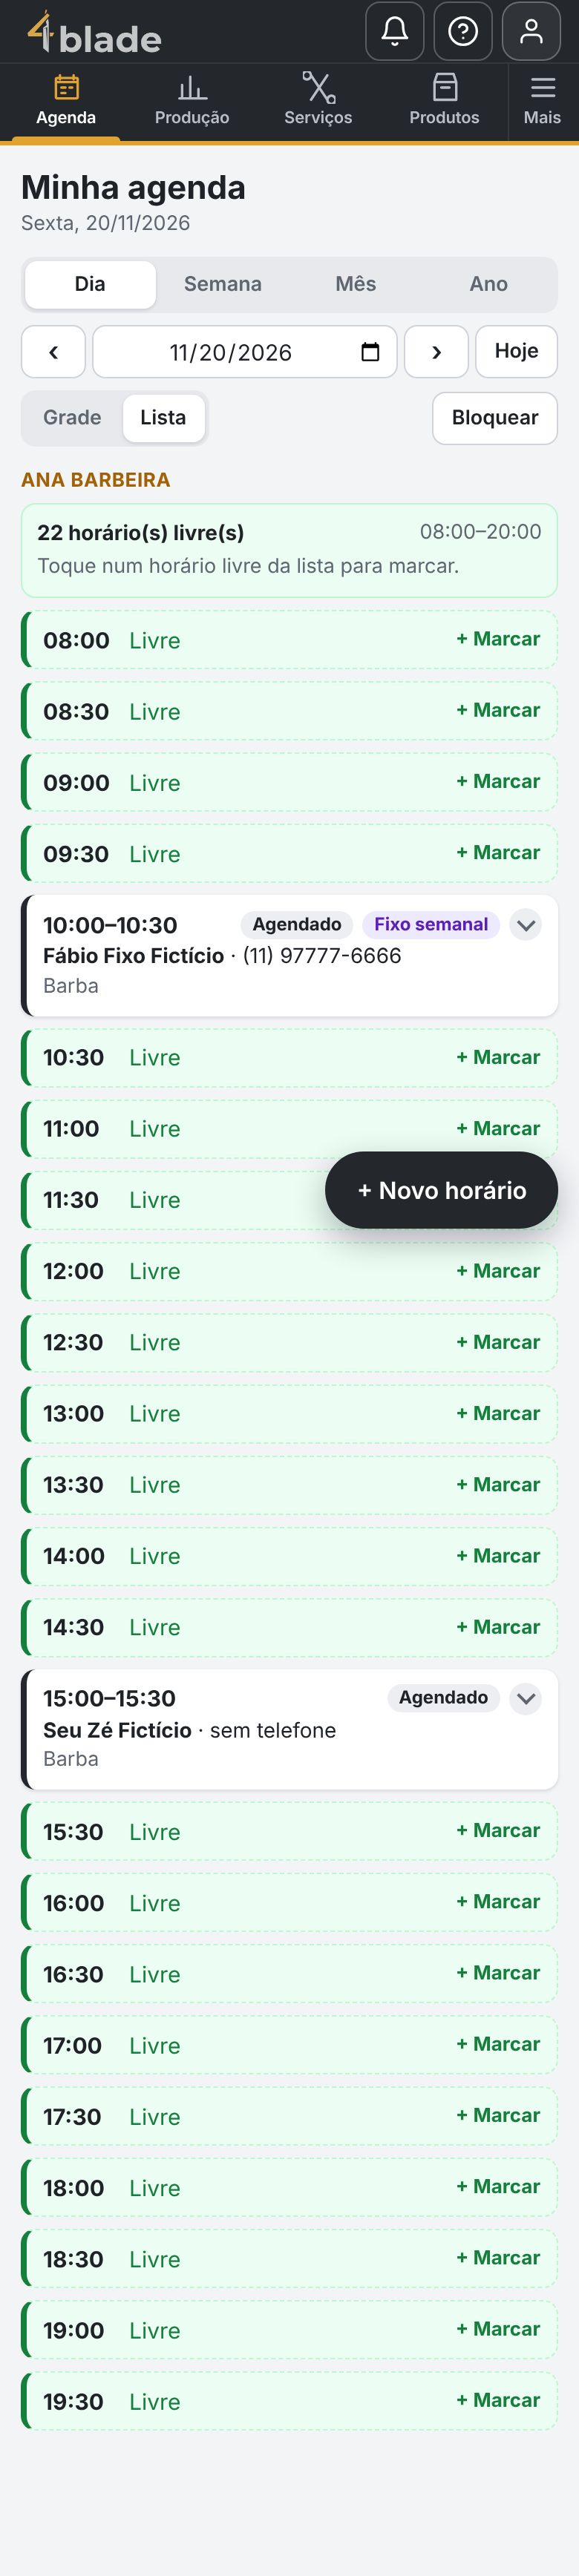 4blade
Agenda Produção Serviços Produtos Mais
Minha agenda
Sexta, 20/11/2026
Dia Semana Mês Ano
‹ 11/20/2026 › Hoje
Grade Lista Bloquear
ANA BARBEIRA
22 horário(s) livre(s) 08:00–20:00
Toque num horário livre da lista para marcar.
08:00 Livre + Marcar
08:30 Livre + Marcar
09:00 Livre + Marcar
09:30 Livre + Marcar
10:00–10:30 Agendado Fixo semanal
Fábio Fixo Fictício · (11) 97777-6666
Barba
10:30 Livre + Marcar
11:00 Livre + Marcar
11:30 Livre
+ Novo horário
12:00 Livre + Marcar
12:30 Livre + Marcar
13:00 Livre + Marcar
13:30 Livre + Marcar
14:00 Livre + Marcar
14:30 Livre + Marcar
15:00–15:30 Agendado
Seu Zé Fictício · sem telefone
Barba
15:30 Livre + Marcar
16:00 Livre + Marcar
16:30 Livre + Marcar
17:00 Livre + Marcar
17:30 Livre + Marcar
18:00 Livre + Marcar
18:30 Livre + Marcar
19:00 Livre + Marcar
19:30 Livre + Marcar